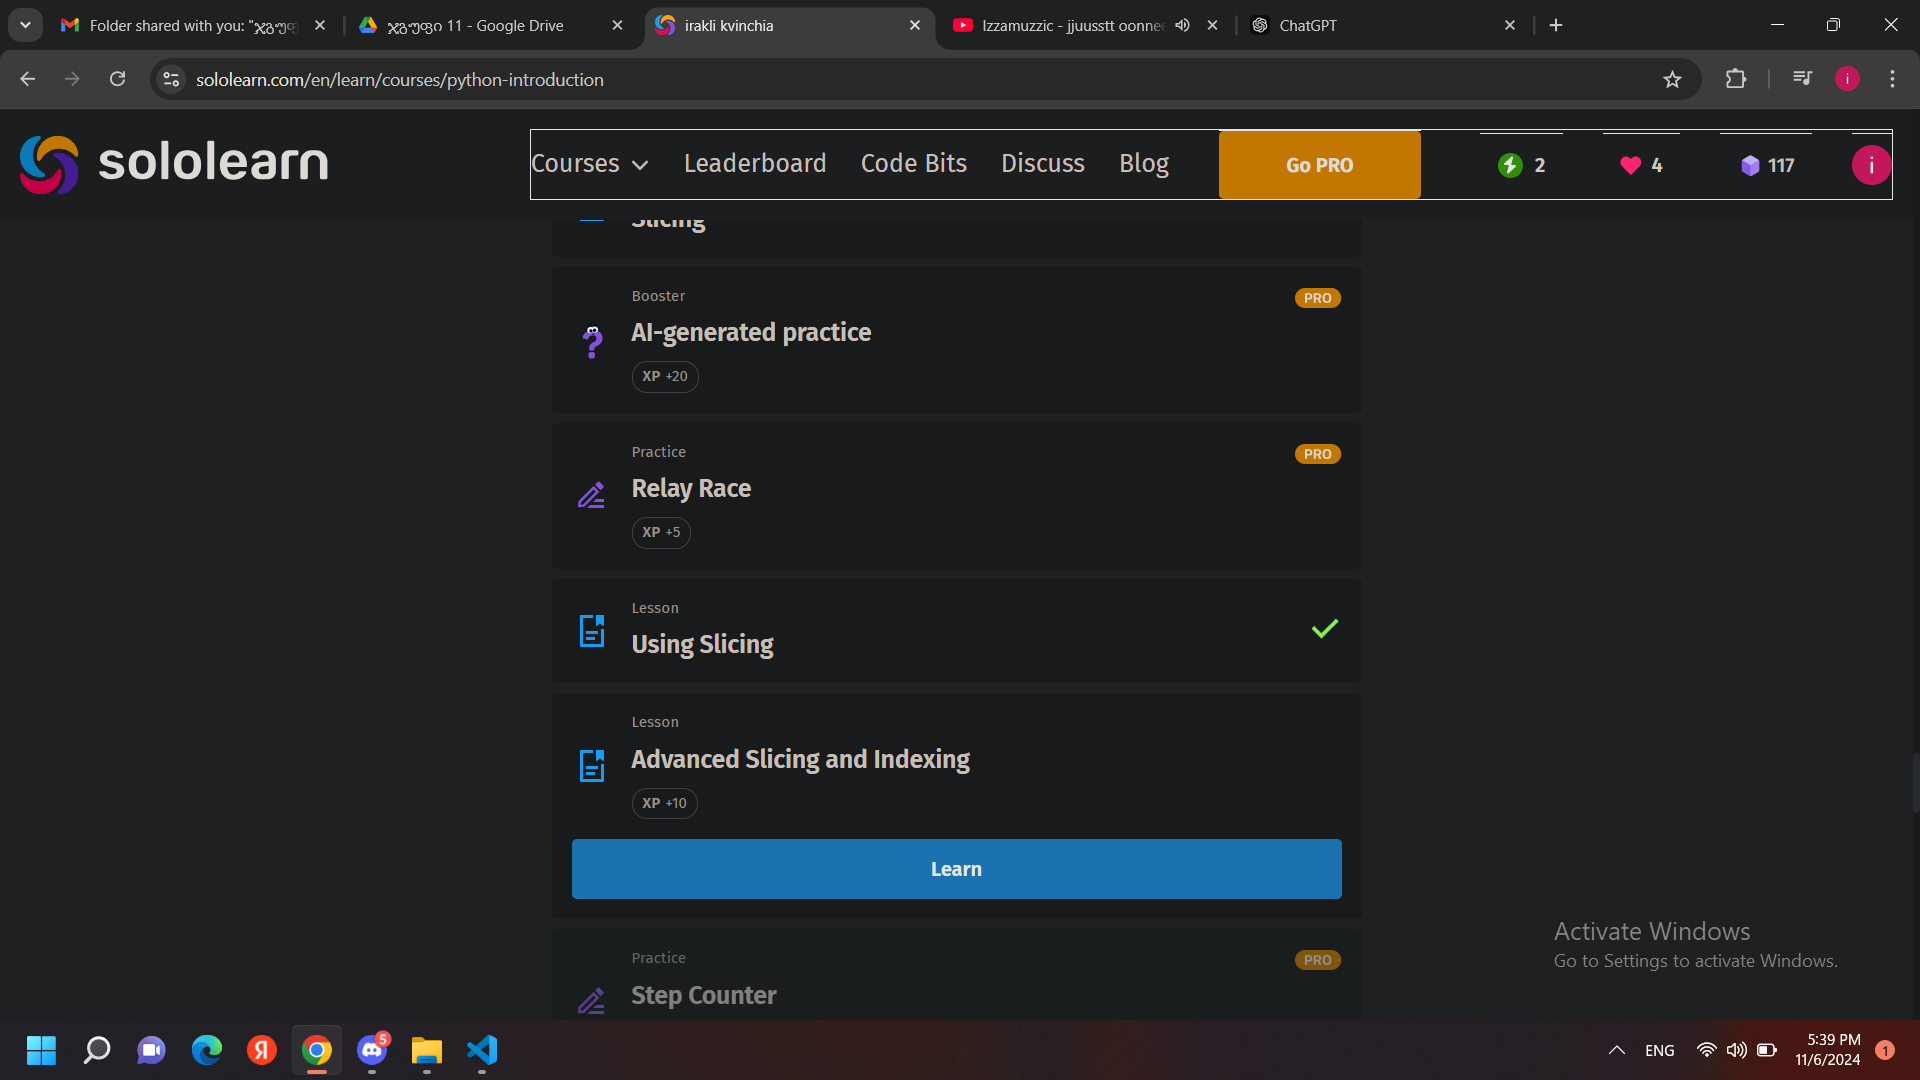 Folder shared with you: "ჯგუფ
ჯგუფი 11 - Google Drive
irakli kvinchia
Izzamuzzic - jjuusstt oonnee
ChatGPT
sololearn.com/en/learn/courses/python-introduction
i
sololearn
Courses
Leaderboard
Code Bits
Discuss
Blog
Go PRO
2
4
117
i
Slicing
Booster
PRO
AI-generated practice
XP +20
Practice
PRO
Relay Race
XP +5
Lesson
Using Slicing
Lesson
Advanced Slicing and Indexing
XP +10
Learn
Activate Windows
Go to Settings to activate Windows.
Practice
PRO
Step Counter
Я
5
ENG
5:39 PM
11/6/2024
1